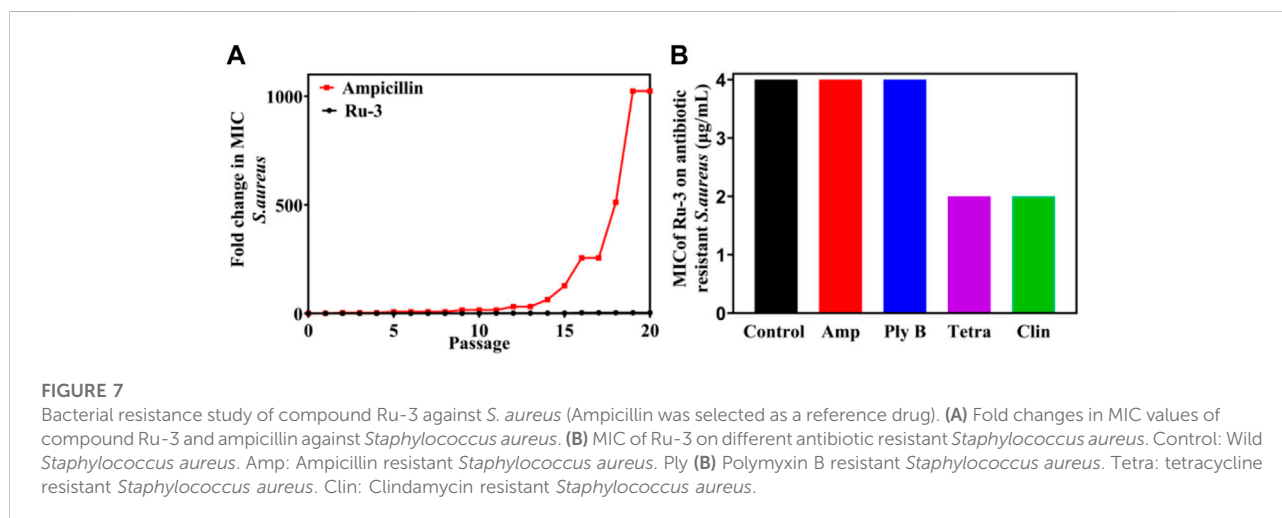 A
Fold change in MIC
S.aureus
1000
500
0
Ampicillin
Ru-3
0 5 10 15 20
Passage
B
MICof Ru-3 on antibiotic
resistant S.aureus (µg/mL)
4
3
2
1
0
Control Amp Ply B Tetra Clin
FIGURE 7
Bacterial resistance study of compound Ru-3 against S. aureus (Ampicillin was selected as a reference drug). (A) Fold changes in MIC values of
compound Ru-3 and ampicillin against Staphylococcus aureus. (B) MIC of Ru-3 on different antibiotic resistant Staphylococcus aureus. Control: Wild
Staphylococcus aureus. Amp: Ampicillin resistant Staphylococcus aureus. Ply (B) Polymyxin B resistant Staphylococcus aureus. Tetra: tetracycline
resistant Staphylococcus aureus. Clin: Clindamycin resistant Staphylococcus aureus.